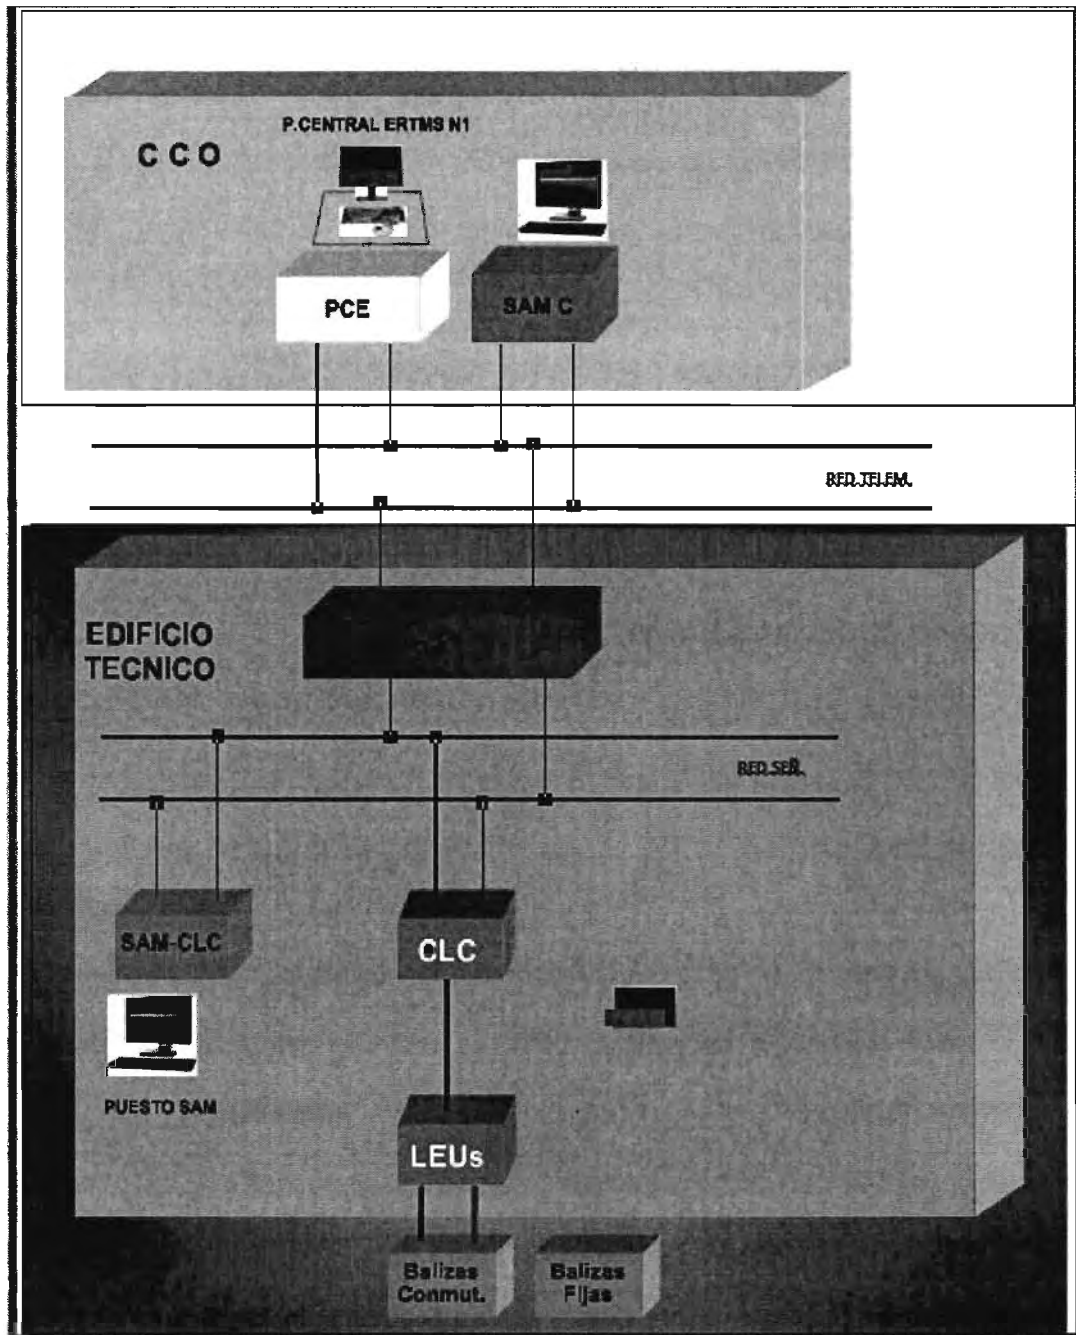 P.CENTRAL ERTMS N1
C C O
PCE
SAM C
RED TELEM.
EDIFICIO
TECNICO
RED SEÑ.
SAM-CLC
CLC
PUESTO SAM
LEUs
Balizas
Conmut.
Balizas
Fijas